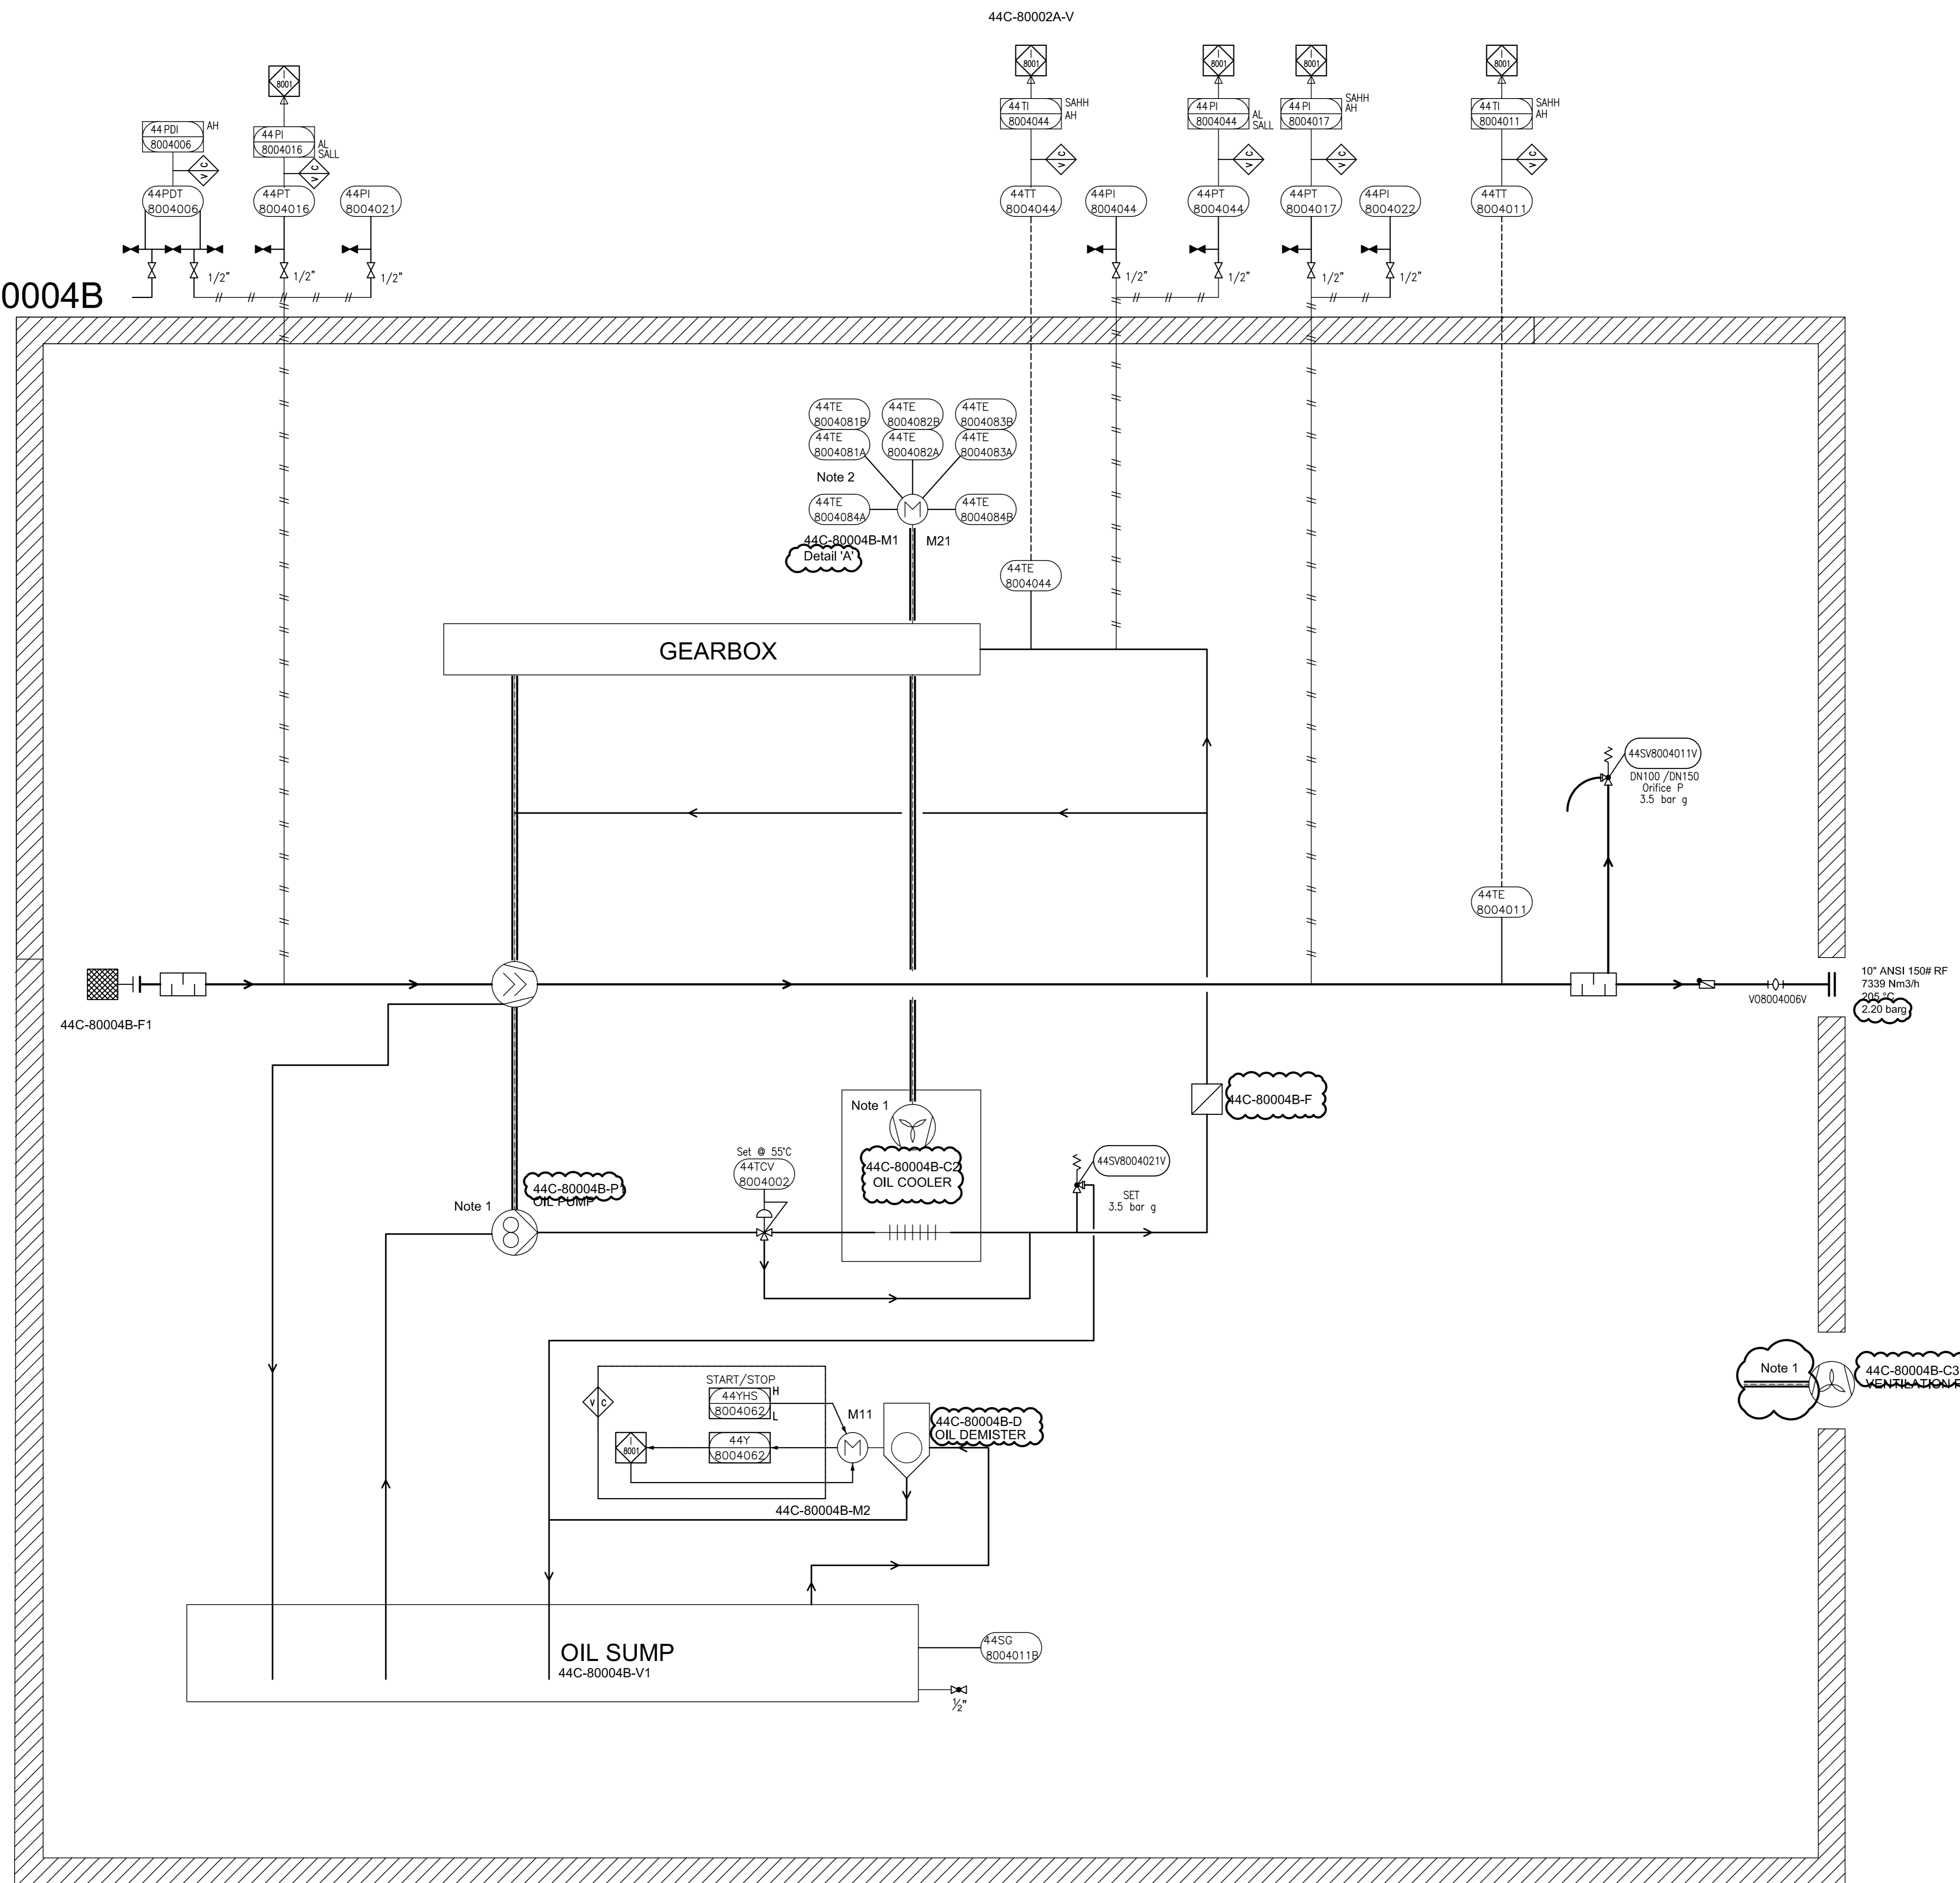 44C-80002A-V
I
8001
I
8001
I
8001
I
8001
I
8001
44 PDI
8004006
AH
44 PI
8004016
AL
SALL
44 TI
8004044
SAHH
AH
44 PI
8004044
AL
SALL
44 PI
8004017
SAHH
AH
44 TI
8004011
SAHH
AH
V C
V C
V C
V C
V C
V C
44PDT
8004006
44PT
8004016
44PI
8004021
44TT
8004044
44PI
8004044
44PT
8004044
44PT
8004017
44PI
8004022
44TT
8004011
1/2"
1/2"
1/2"
1/2"
1/2"
1/2"
1/2"
0004B
44TE
8004081B
44TE
8004082B
44TE
8004083B
44TE
8004081A
44TE
8004082A
44TE
8004083A
Note 2
44TE
8004084A
M
44TE
8004084B
44C-80004B-M1
M21
Detail 'A'
44TE
8004044
GEARBOX
44SV8004011V
DN100 /DN150
Orifice P
3.5 bar g
44TE
8004011
44C-80004B-F1
VO8004006V
10" ANSI 150# RF
7339 Nm3/h
205 °C
2.20 barg
44C-80004B-F
Note 1
44C-80004B-C2
OIL COOLER
Set @ 55°C
44TCV
8004002
44SV8004021V
SET
3.5 bar g
44C-80004B-P1
OIL PUMP
Note 1
Note 1
44C-80004B-C3
VENTILATION
START/STOP
44YHS
8004062
H
L
V C
M11
M
I
8001
44Y
8004062
44C-80004B-D
OIL DEMISTER
44C-80004B-M2
OIL SUMP
44C-80004B-V1
44SG
8004011B
½"